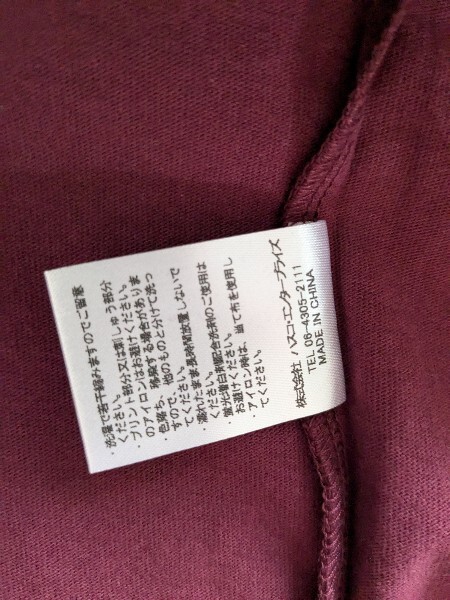 ・洗濯で若干縮みますのでご留意
ください。
・プリント部分又は刺しゅう部分
のアイロンはお避けください。
・色落ち、移染する場合がありま
すので、他のものと分けて洗っ
てください。
・濡れたまま長時間放置しないで
ください。
・蛍光増白剤配合洗剤のご使用は
お避けください。
・アイロン時は、当て布を使用し
てください。
株式会社 パスコ・エンタープライズ
TEL 06-4305-2111
MADE IN CHINA